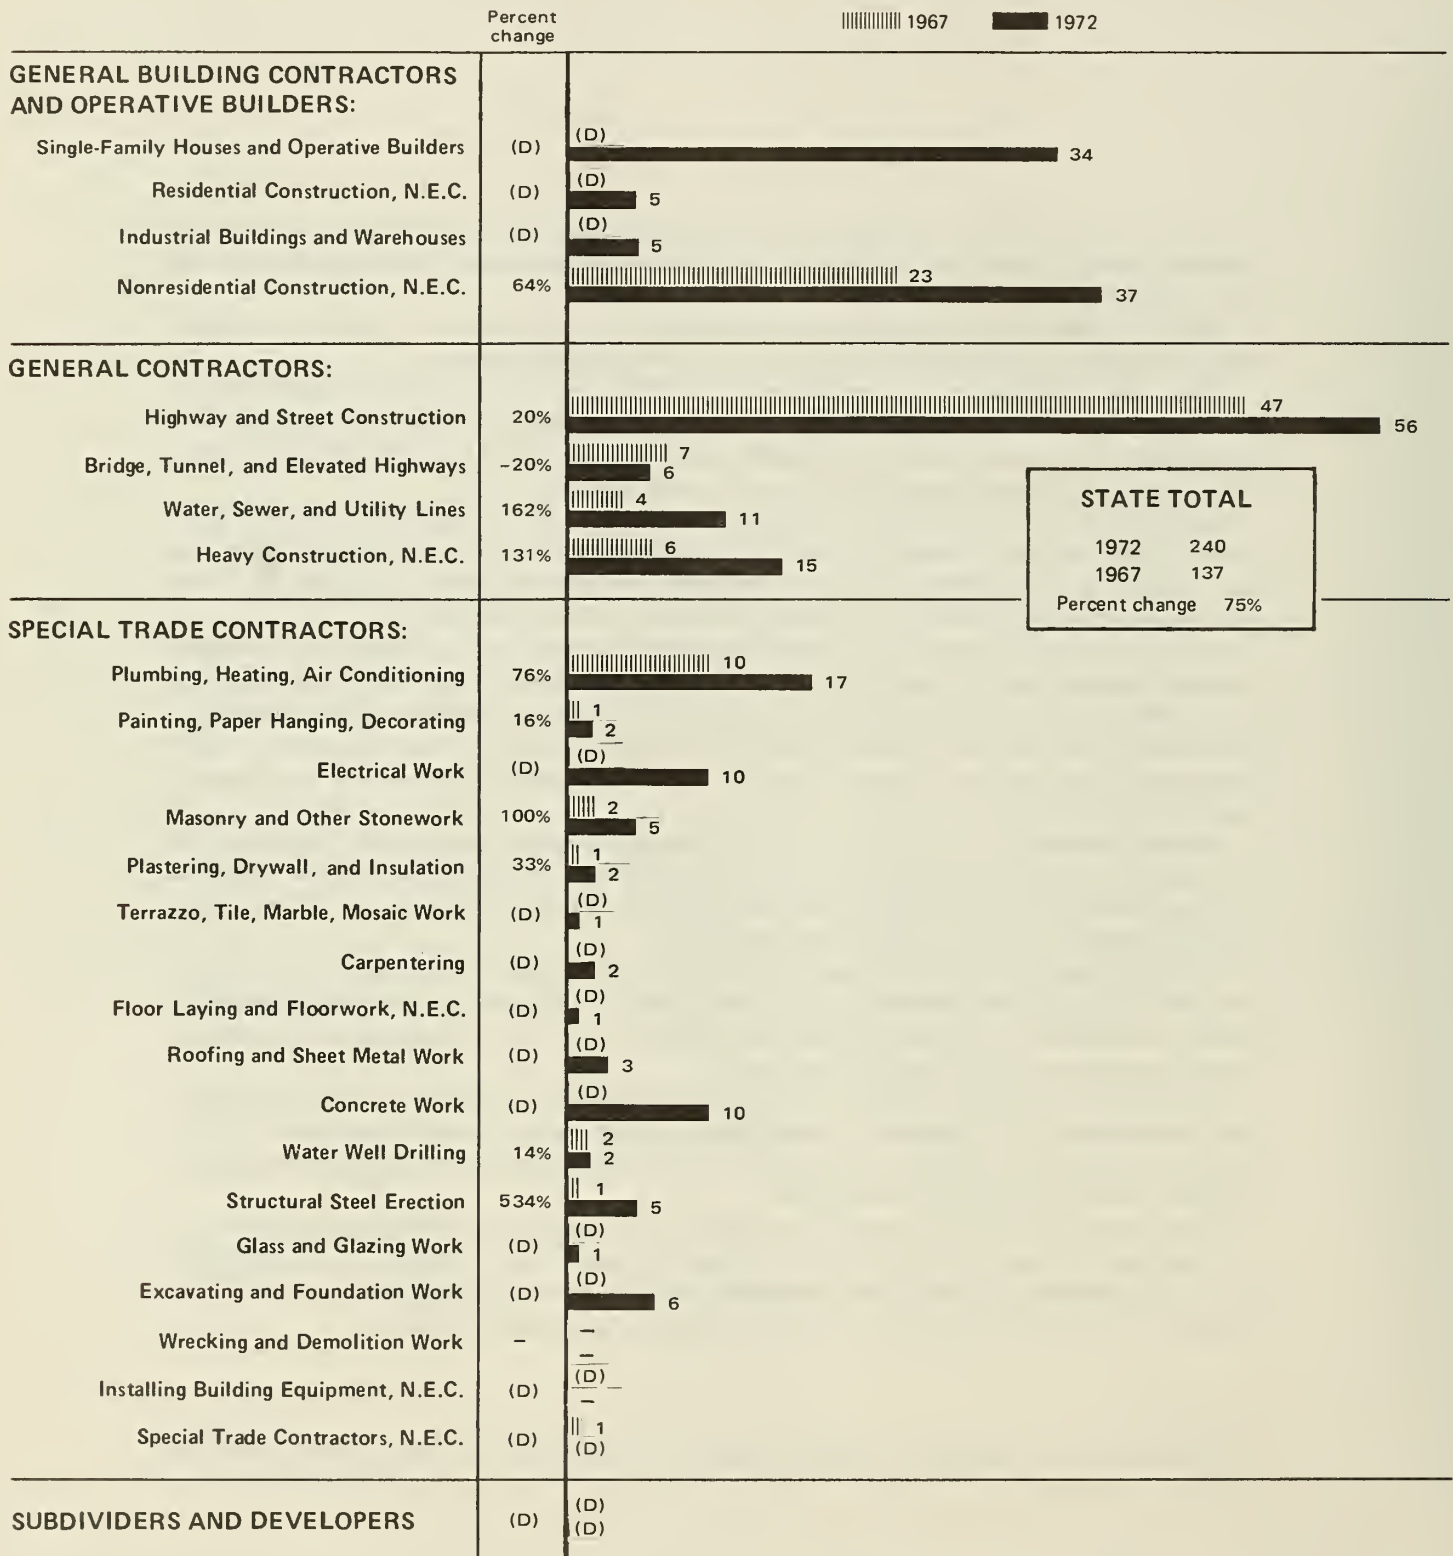 Percent
change
1967 1972
GENERAL BUILDING CONTRACTORS
AND OPERATIVE BUILDERS:
(D)
Single-Family Houses and Operative Builders (D) 34
(D)
Residential Construction, N.E.C. (D) 5
(D)
Industrial Buildings and Warehouses (D) 5
23
Nonresidential Construction, N.E.C. 64% 37
GENERAL CONTRACTORS:
47
Highway and Street Construction 20% 56
7
Bridge, Tunnel, and Elevated Highways -20% 6
4
Water, Sewer, and Utility Lines 162% 11
6
Heavy Construction, N.E.C. 131% 15
STATE TOTAL
1972 240
1967 137
Percent change 75%
SPECIAL TRADE CONTRACTORS:
10
Plumbing, Heating, Air Conditioning 76% 17
1
Painting, Paper Hanging, Decorating 16% 2
(D)
Electrical Work (D) 10
2
Masonry and Other Stonework 100% 5
1
Plastering, Drywall, and Insulation 33% 2
(D)
Terrazzo, Tile, Marble, Mosaic Work (D) 1
(D)
Carpentering (D) 2
(D)
Floor Laying and Floorwork, N.E.C. (D) 1
(D)
Roofing and Sheet Metal Work (D) 3
(D)
Concrete Work (D) 10
2
Water Well Drilling 14% 2
1
Structural Steel Erection 534% 5
(D)
Glass and Glazing Work (D) 1
(D)
Excavating and Foundation Work (D) 6
–
Wrecking and Demolition Work – –
(D)
Installing Building Equipment, N.E.C. (D) –
1
Special Trade Contractors, N.E.C. (D) (D)
(D)
SUBDIVIDERS AND DEVELOPERS (D) (D)